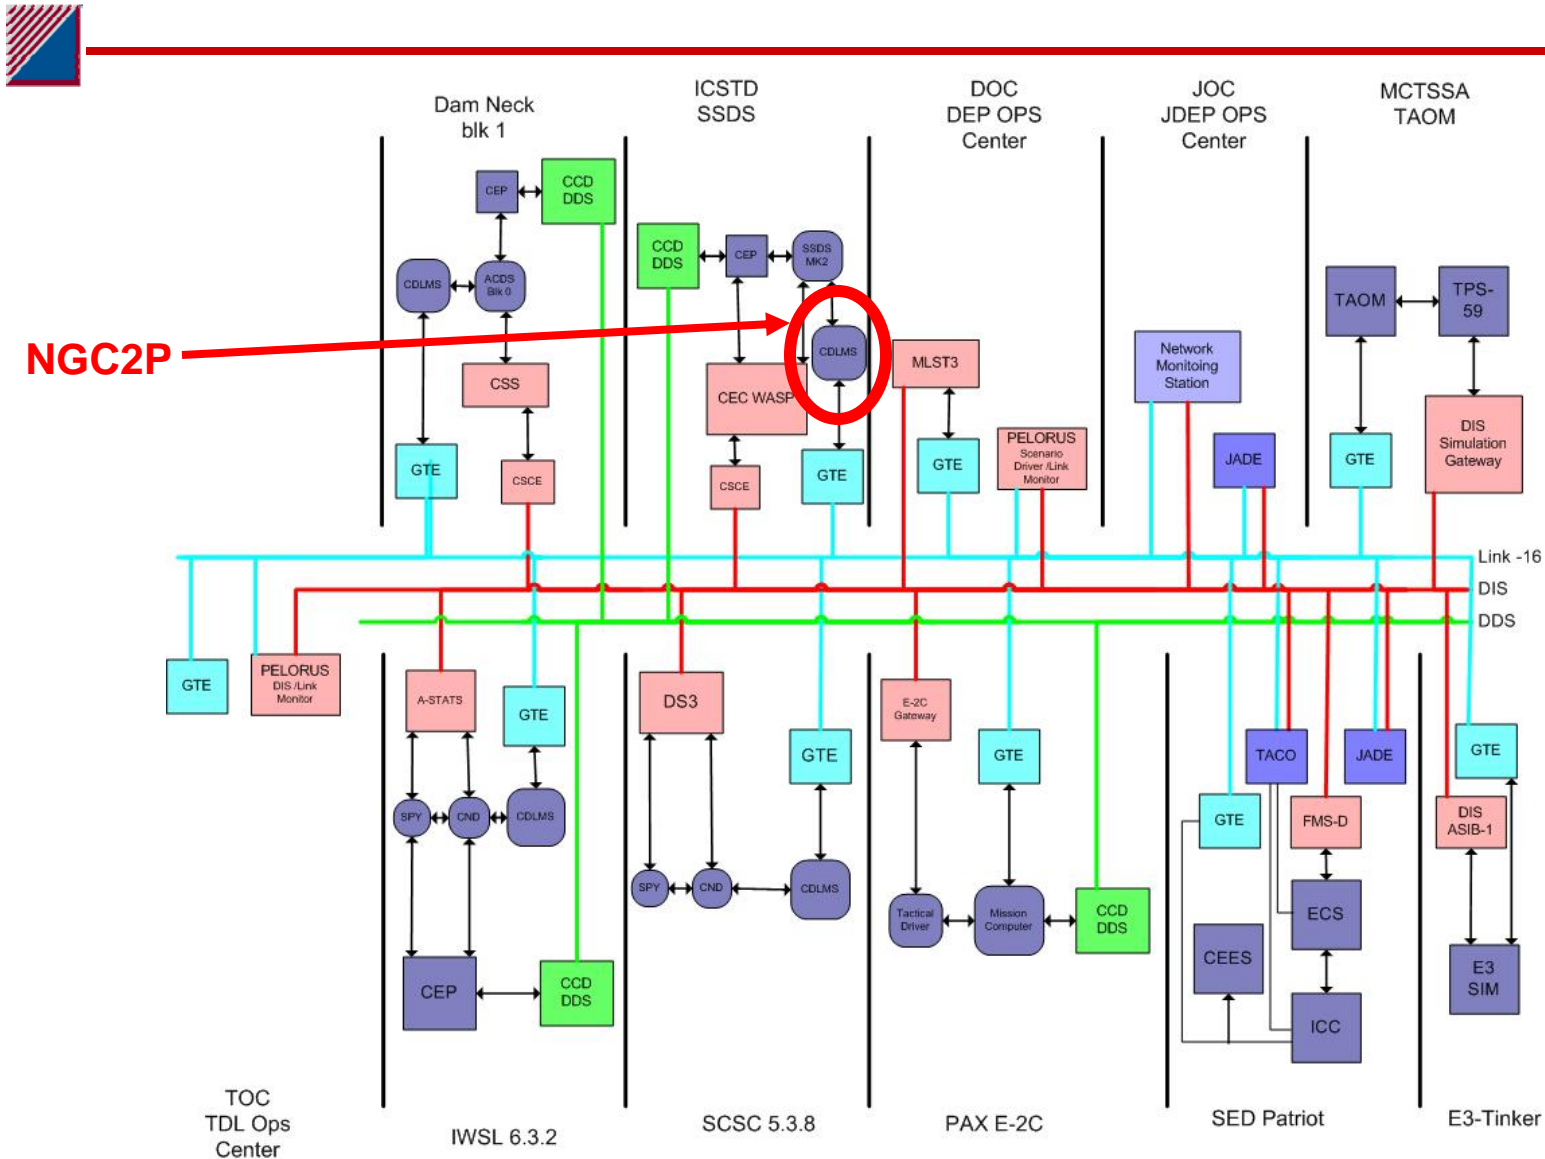 Dam Neck
blk 1
ICSTD
SSDS
DOC
DEP OPS
Center
JOC
JDEP OPS
Center
MCTSSA
TAOM
CEP
CCD
DDS
CDLMS
ACDS
Blk 0
CSS
GTE
CSCE
CCD
DDS
CEP
SSDS
MK2
CDLMS
CEC WASP
CSCE
GTE
NGC2P
MLST3
GTE
PELORUS
Scenario
Driver /Link
Monitor
Network
Monitoing
Station
JADE
TAOM
TPS-
59
GTE
DIS
Simulation
Gateway
Link -16
DIS
DDS
GTE
PELORUS
DIS /Link
Monitor
A-STATS
GTE
SPY
CND
CDLMS
CEP
CCD
DDS
DS3
GTE
SPY
CND
CDLMS
E-2C
Gateway
GTE
Tactical
Driver
Mission
Computer
CCD
DDS
TACO
JADE
GTE
FMS-D
ECS
CEES
ICC
GTE
DIS
ASIB-1
E3
SIM
TOC
TDL Ops
Center
IWSL 6.3.2
SCSC 5.3.8
PAX E-2C
SED Patriot
E3-Tinker